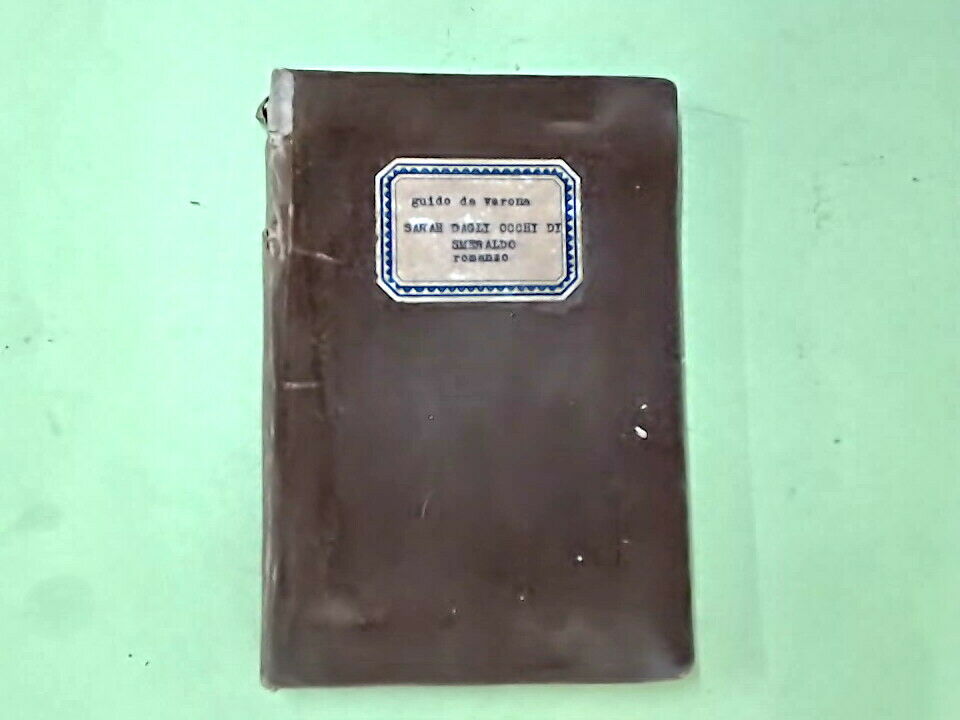 guido da Verona
SARAH DAGLI OCCHI DI
SMERALDO
romanzo